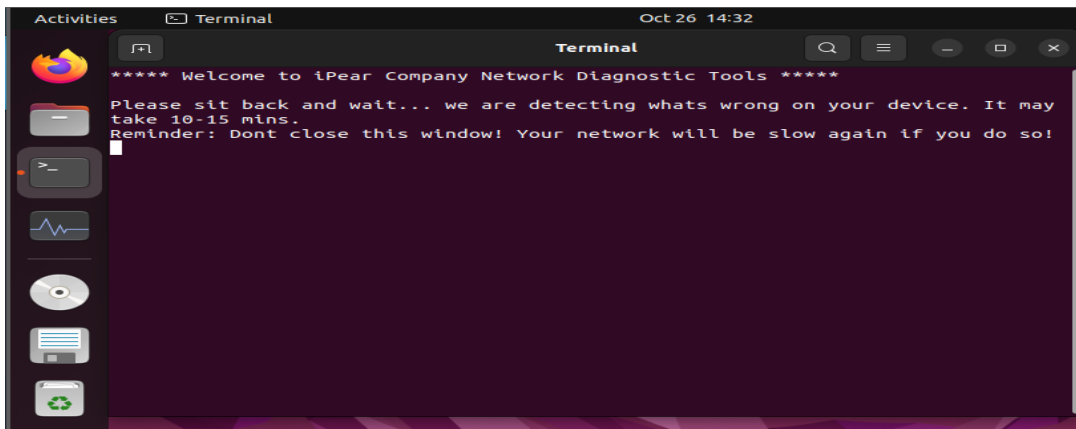 Activities Terminal Oct 26 14:32
Terminal
***** Welcome to iPear Company Network Diagnostic Tools *****
Please sit back and wait... we are detecting whats wrong on your device. It may
take 10-15 mins.
Reminder: Dont close this window! Your network will be slow again if you do so!